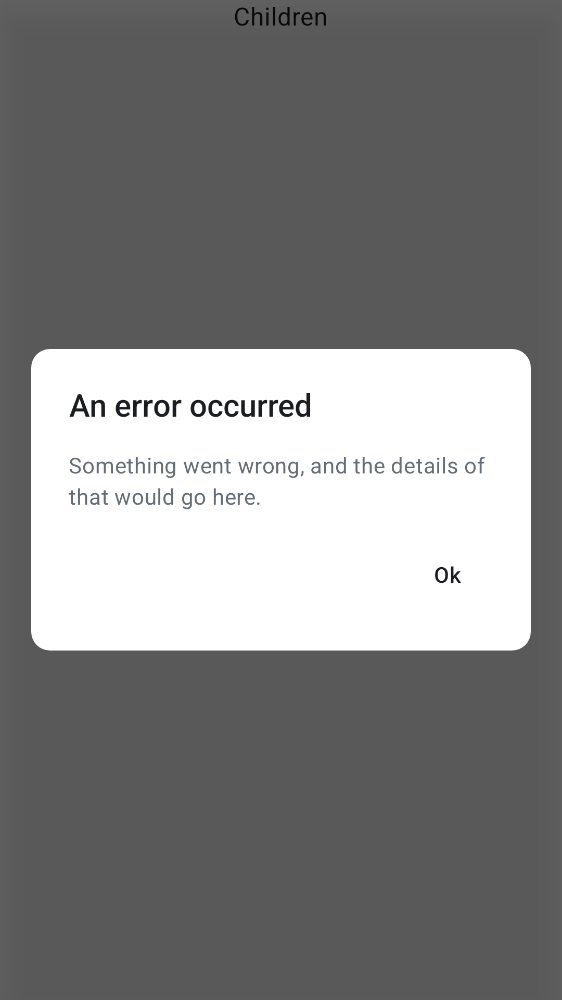 Children
An error occurred
Something went wrong, and the details of
that would go here.
Ok